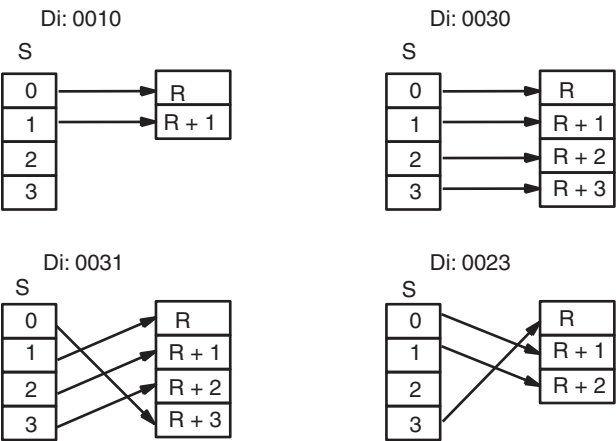 Di: 0010
S
0
1
2
3
R
R + 1
Di: 0030
S
0
1
2
3
R
R + 1
R + 2
R + 3
Di: 0031
S
0
1
2
3
R
R + 1
R + 2
R + 3
Di: 0023
S
0
1
2
3
R
R + 1
R + 2